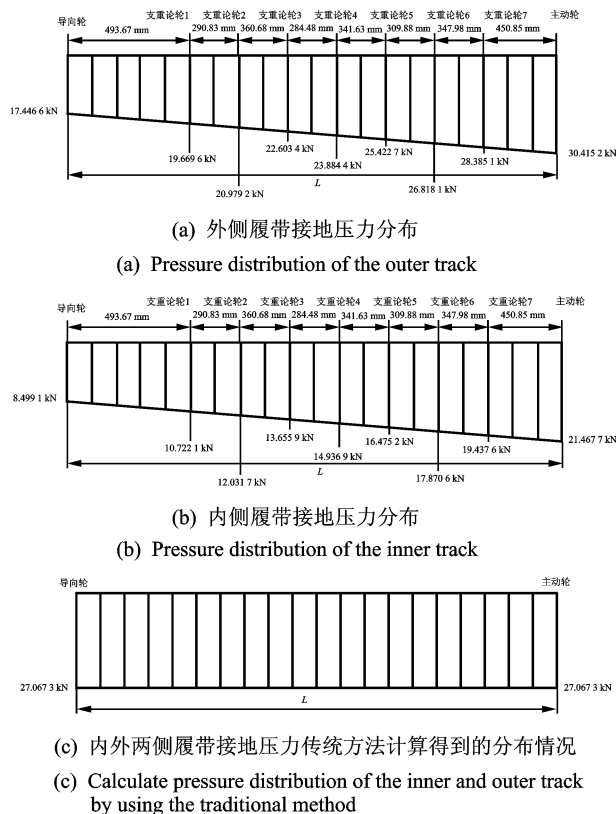 导向轮 支重论轮1 支重论轮2 支重论轮3 支重论轮4 支重论轮5 支重论轮6 支重论轮7 主动轮
493.67 mm 290.83 mm 360.68 mm 284.48 mm 341.63 mm 309.88 mm 347.98 mm 450.85 mm
17.446 6 kN
19.669 6 kN
20.979 2 kN
22.603 4 kN
23.884 4 kN
25.422 7 kN
26.818 1 kN
28.385 1 kN
30.415 2 kN
L
(a) 外侧履带接地压力分布
(a) Pressure distribution of the outer track
导向轮 支重论轮1 支重论轮2 支重论轮3 支重论轮4 支重论轮5 支重论轮6 支重论轮7 主动轮
493.67 mm 290.83 mm 360.68 mm 284.48 mm 341.63 mm 309.88 mm 347.98 mm 450.85 mm
8.499 1 kN
10.722 1 kN
12.031 7 kN
13.655 9 kN
14.936 9 kN
16.475 2 kN
17.870 6 kN
19.437 6 kN
21.467 7 kN
L
(b) 内侧履带接地压力分布
(b) Pressure distribution of the inner track
导向轮 主动轮
27.067 3 kN 27.067 3 kN
L
(c) 内外两侧履带接地压力传统方法计算得到的分布情况
(c) Calculate pressure distribution of the inner and outer track
by using the traditional method